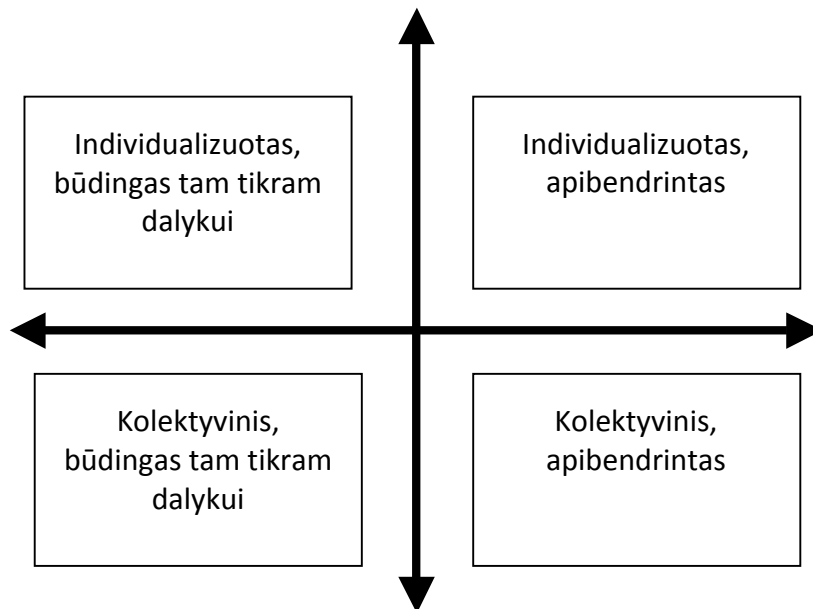 Individualizuotas,
būdingas tam tikram
dalykui
Individualizuotas,
apibendrintas
Kolektyvinis,
būdingas tam tikram
dalykui
Kolektyvinis,
apibendrintas